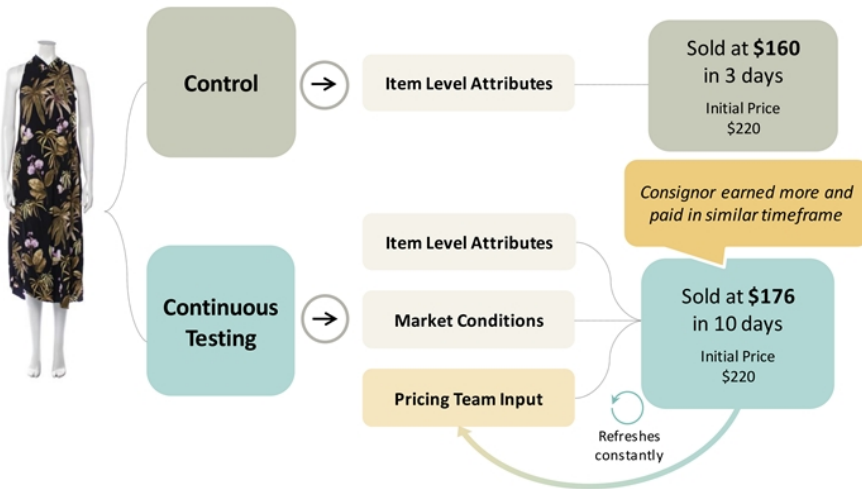 Control
Item Level Attributes
Sold at $160
in 3 days
Initial Price
$220
Consignor earned more and
paid in similar timeframe
Continuous
Testing
Item Level Attributes
Market Conditions
Pricing Team Input
Sold at $176
in 10 days
Initial Price
$220
Refreshes
constantly